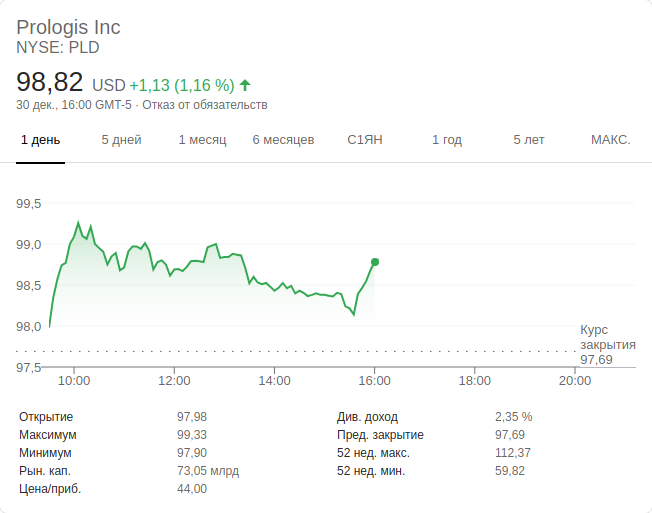 Prologis Inc
NYSE: PLD
98,82 USD +1,13 (1,16 %)
30 дек., 16:00 GMT-5 · Отказ от обязательств
1 день 5 дней 1 месяц 6 месяцев С1ЯН 1 год 5 лет МАКС.
99,5
99,0
98,5
98,0
Курс
закрытия
97,69
97,5
10:00 12:00 14:00 16:00 18:00 20:00
Открытие 97,98 Див. доход 2,35 %
Максимум 99,33 Пред. закрытие 97,69
Минимум 97,90 52 нед. макс. 112,37
Рын. кап. 73,05 млрд 52 нед. мин. 59,82
Цена/приб. 44,00